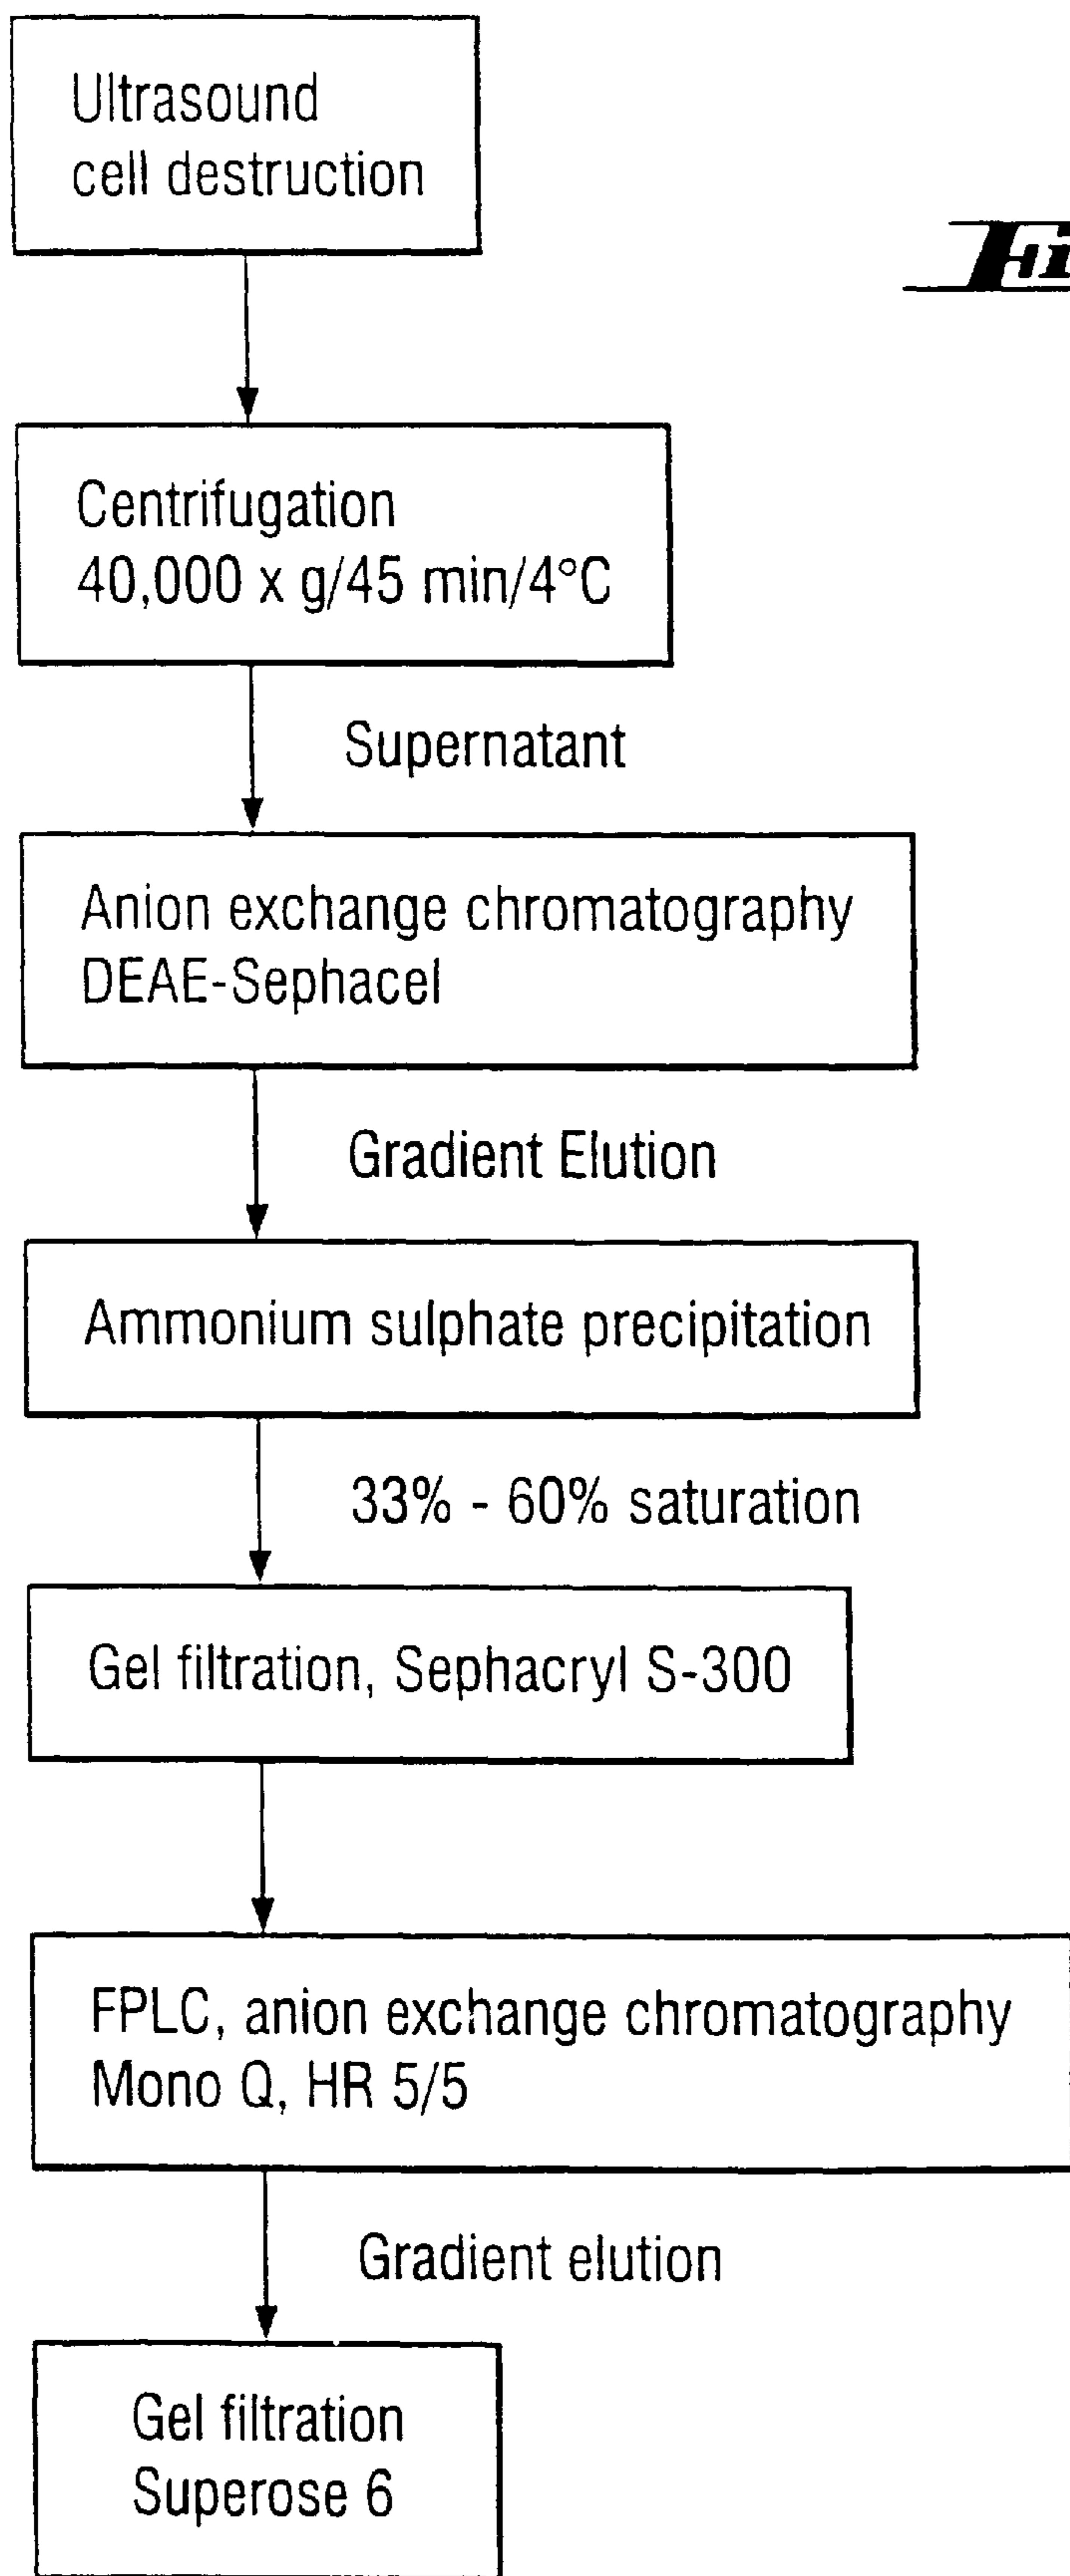 Ultrasound
cell destruction
Centrifugation
40,000 x g/45 min/4°C
Supernatant
Anion exchange chromatography
DEAE-Sephacel
Gradient Elution
Ammonium sulphate precipitation
33% - 60% saturation
Gel filtration, Sephacryl S-300
FPLC, anion exchange chromatography
Mono Q, HR 5/5
Gradient elution
Gel filtration
Superose 6